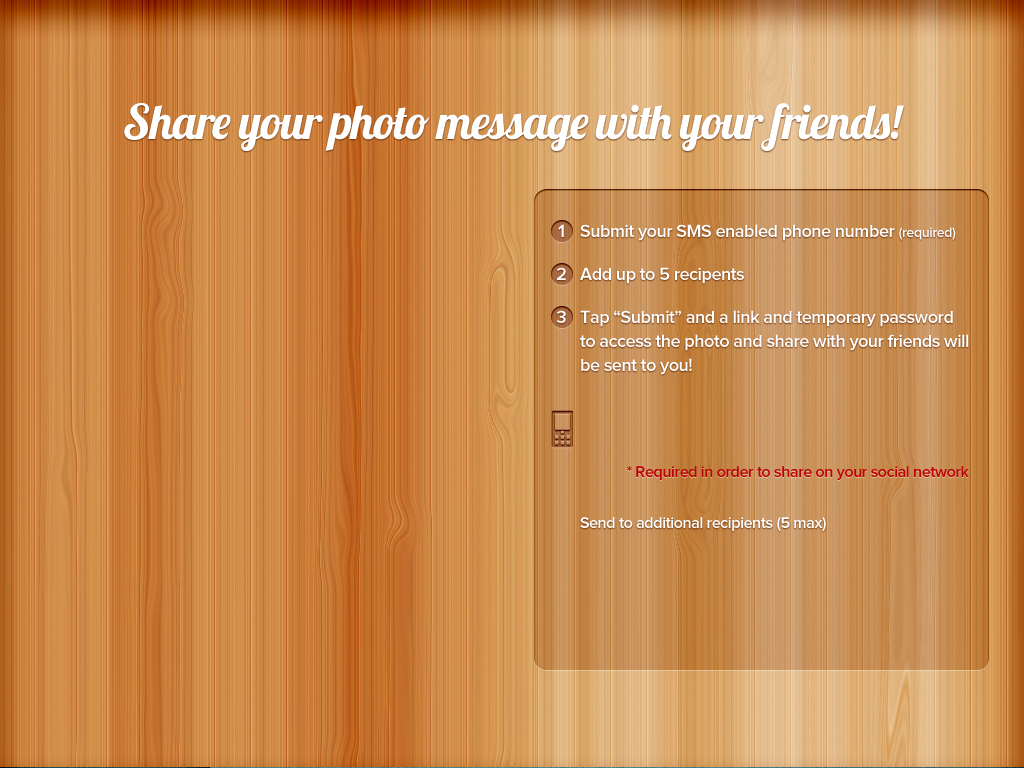 Share your photo message with your friends!
1 Submit your SMS enabled phone number (required)
2 Add up to 5 recipents
3 Tap “Submit” and a link and temporary password
to access the photo and share with your friends will
be sent to you!
* Required in order to share on your social network
Send to additional recipients (5 max)